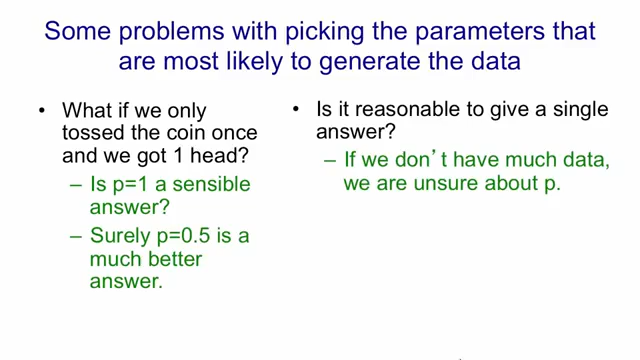 Some problems with picking the parameters that
are most likely to generate the data
• What if we only
tossed the coin once
and we got 1 head?
– Is p=1 a sensible
answer?
– Surely p=0.5 is a
much better
answer.
• Is it reasonable to give a single
answer?
– If we don’t have much data,
we are unsure about p.